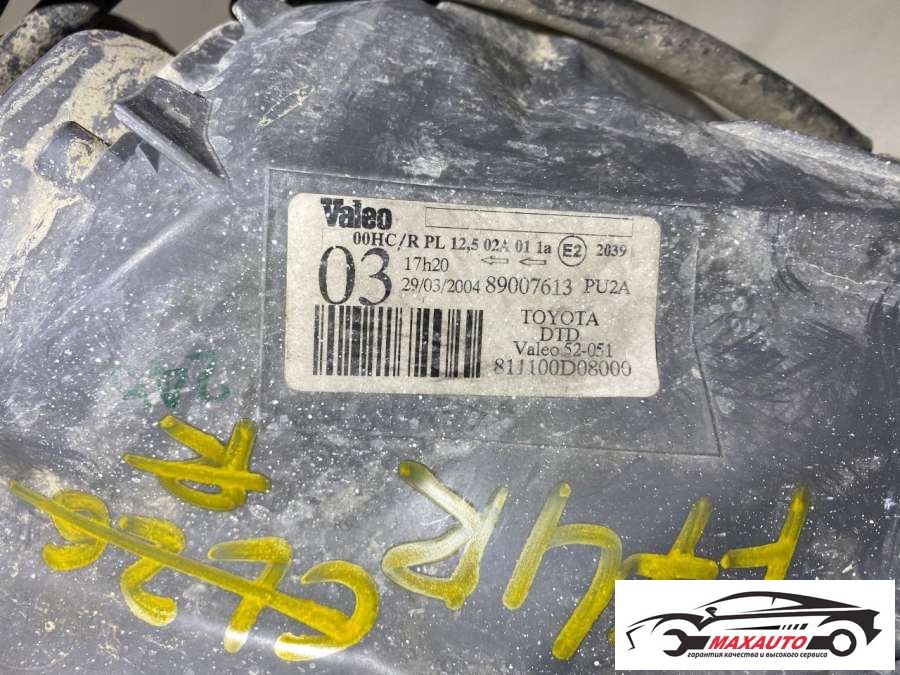 Valeo
00HC/R PL 12,5 02A 01 1a E2 2039
03
17h20
29/03/2004 89007613 PU2A
TOYOTA
DTD
Valeo 52-051
811100D08000
MAXAUTO
гарантия качества и высокого сервиса